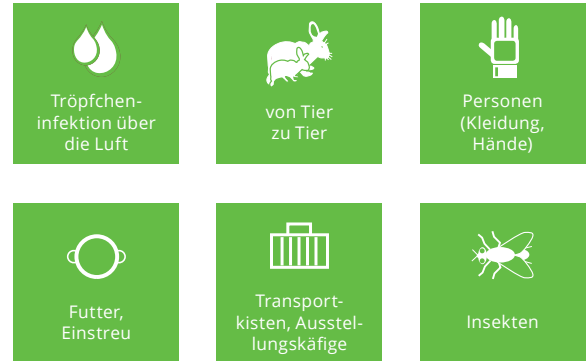 Tröpfchen-
infektion über
die Luft
von Tier
zu Tier
Personen
(Kleidung,
Hände)
Futter,
Einstreu
Transport-
kisten, Ausstel-
lungskäfige
Insekten